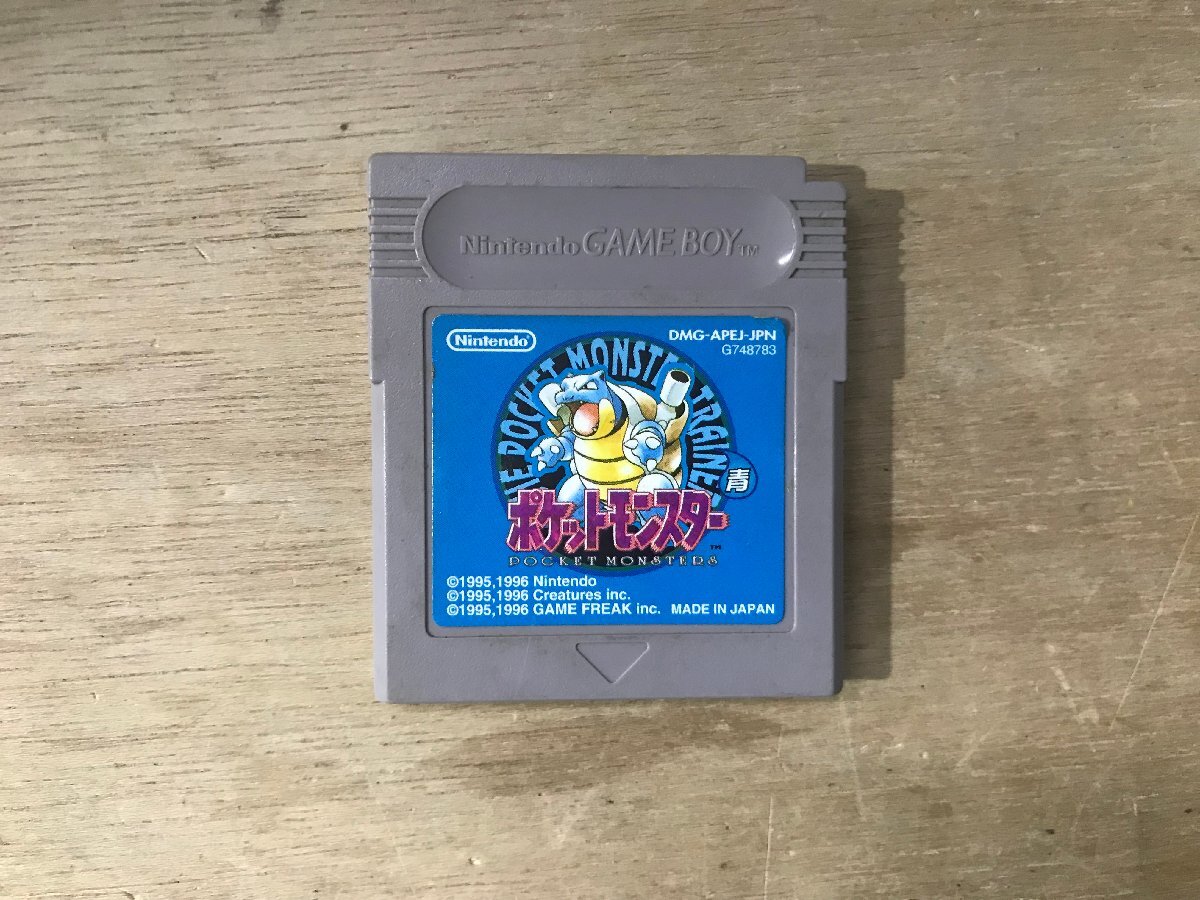 Nintendo GAME BOY™
Nintendo®
DMG-APEJ-JPN
G748783
POCKET MONSTER TRAINER
青
ポケットモンスター™
POCKET MONSTERS
©1995,1996 Nintendo
©1995,1996 Creatures inc.
©1995,1996 GAME FREAK inc. MADE IN JAPAN